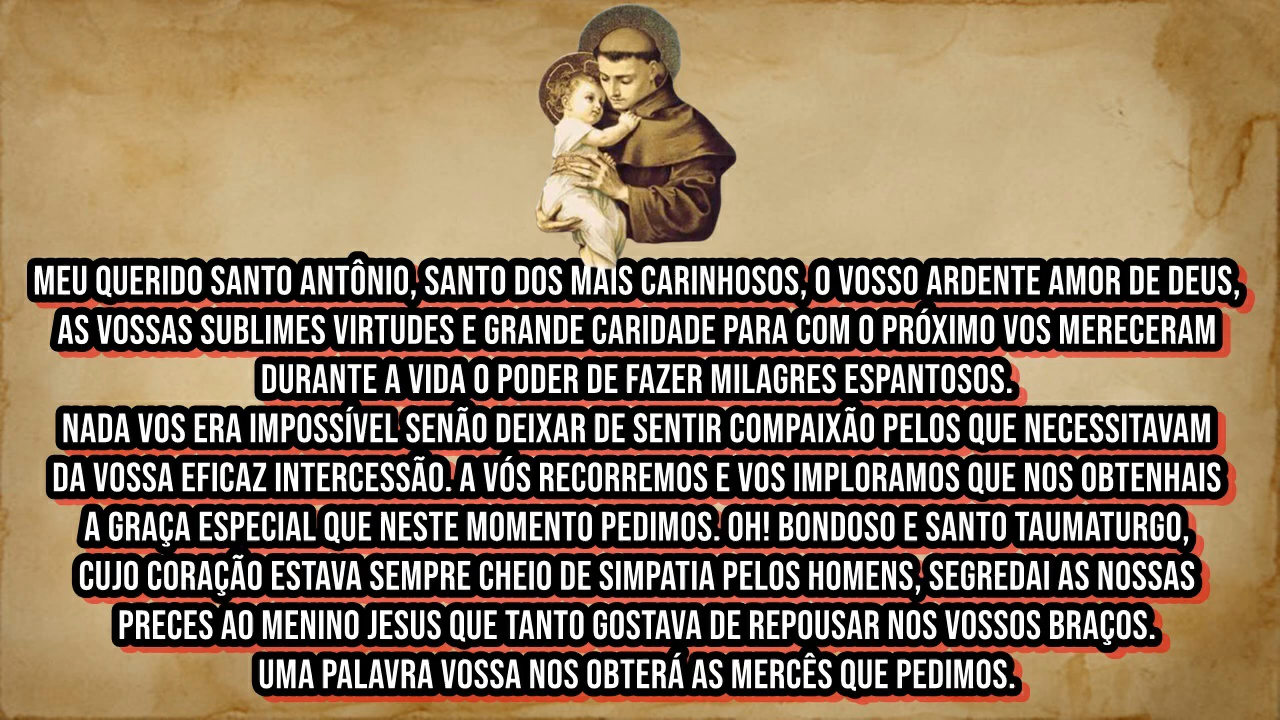 MEU QUERIDO SANTO ANTÔNIO, SANTO DOS MAIS CARINHOSOS, O VOSSO ARDENTE AMOR DE DEUS,
AS VOSSAS SUBLIMES VIRTUDES E GRANDE CARIDADE PARA COM O PRÓXIMO VOS MERECERAM
DURANTE A VIDA O PODER DE FAZER MILAGRES ESPANTOSOS.
NADA VOS ERA IMPOSSÍVEL SENÃO DEIXAR DE SENTIR COMPAIXÃO PELOS QUE NECESSITAVAM
DA VOSSA EFICAZ INTERCESSÃO. A VÓS RECORREMOS E VOS IMPLORAMOS QUE NOS OBTENHAIS
A GRAÇA ESPECIAL QUE NESTE MOMENTO PEDIMOS. OH! BONDOSO E SANTO TAUMATURGO,
CUJO CORAÇÃO ESTAVA SEMPRE CHEIO DE SIMPATIA PELOS HOMENS, SEGREDAI AS NOSSAS
PRECES AO MENINO JESUS QUE TANTO GOSTAVA DE REPOUSAR NOS VOSSOS BRAÇOS.
UMA PALAVRA VOSSA NOS OBTERÁ AS MERCÊS QUE PEDIMOS.